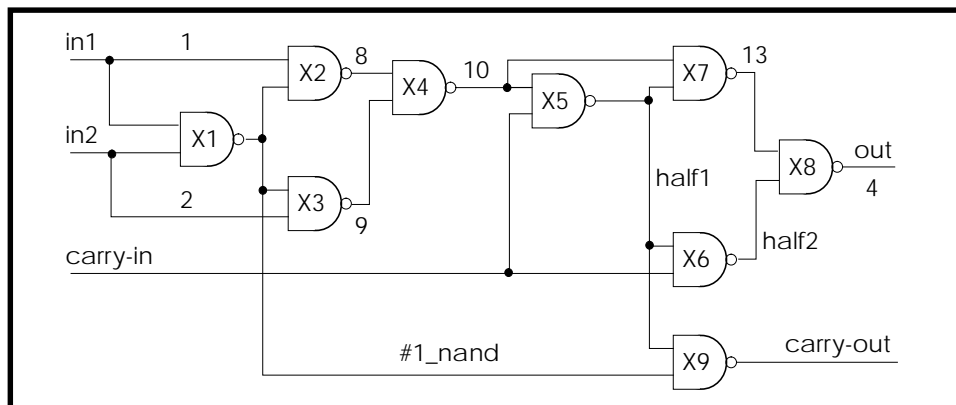 in1
1
X2
8
X4
10
X7
13
X5
X1
in2
X8
out
4
half1
2
X3
9
carry-in
X6
half2
#1_nand
X9
carry-out